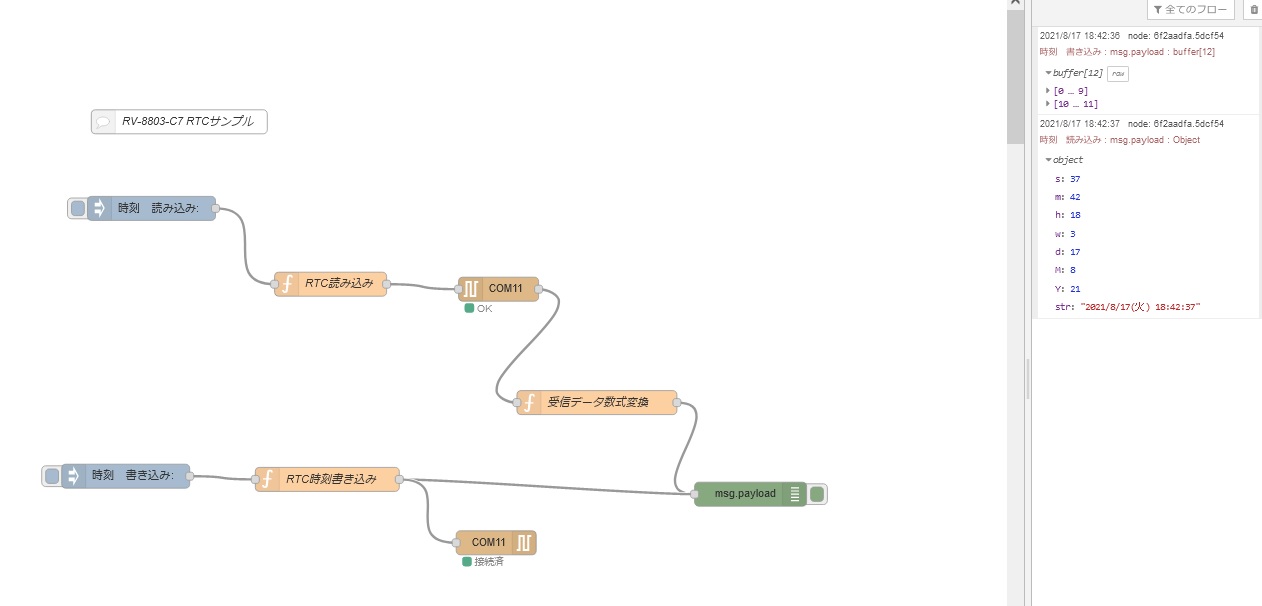 RV-8803-C7 RTCサンプル
時刻　読み込み:
RTC読み込み
COM11
OK
受信データ数式変換
時刻　書き込み:
RTC時刻書き込み
msg.payload
COM11
接続済
全てのフロー
2021/8/17 18:42:36 node: 6f2aadfa.5dcf54
時刻　書き込み : msg.payload : buffer[12]
buffer[12] raw
[0 … 9]
[10 … 11]
2021/8/17 18:42:37 node: 6f2aadfa.5dcf54
時刻　読み込み : msg.payload : Object
object
s: 37
m: 42
h: 18
w: 3
d: 17
M: 8
Y: 21
str: "2021/8/17(火) 18:42:37"